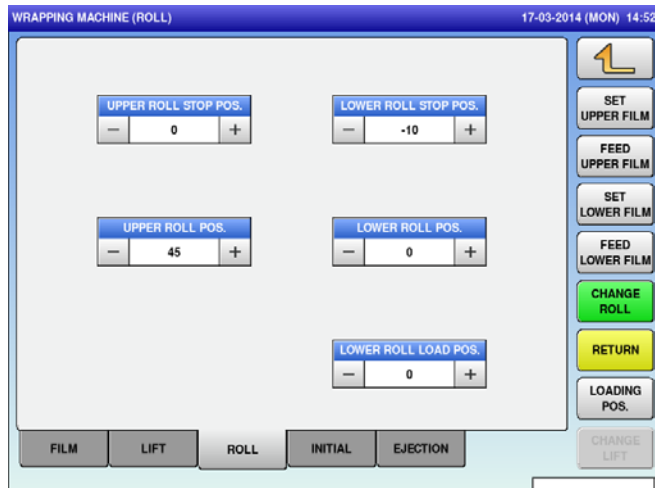 WRAPPING MACHINE (ROLL) 17-03-2014 (MON) 14:52
UPPER ROLL STOP POS.
− 0 +
LOWER ROLL STOP POS.
− -10 +
UPPER ROLL POS.
− 45 +
LOWER ROLL POS.
− 0 +
LOWER ROLL LOAD POS.
− 0 +
SET
UPPER FILM
FEED
UPPER FILM
SET
LOWER FILM
FEED
LOWER FILM
CHANGE
ROLL
RETURN
LOADING
POS.
CHANGE
LIFT
FILM LIFT ROLL INITIAL EJECTION